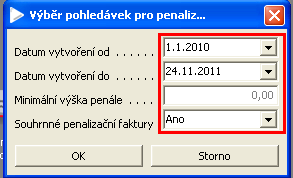 Výběr pohledávek pro penaliz...
Datum vytvoření od . . . . . . 1.1.2010
Datum vytvoření do . . . . . . 24.11.2011
Minimální výška penále . . . . 0,00
Souhrnné penalizační faktury Ano
OK Storno